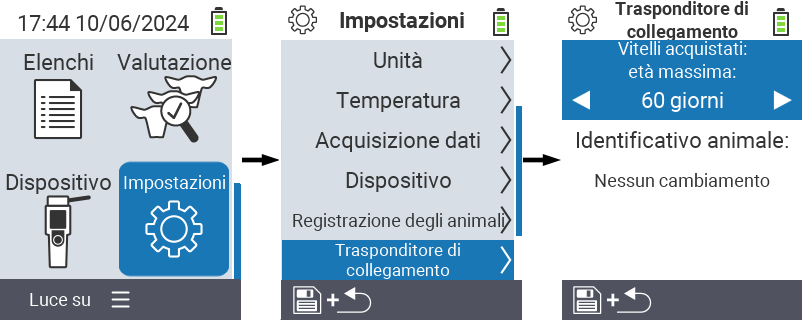 17:44 10/06/2024
Elenchi Valutazione
Dispositivo Impostazioni
Luce su
Impostazioni
Unità
Temperatura
Acquisizione dati
Dispositivo
Registrazione degli animali
Trasponditore di
collegamento
+
Trasponditore di
collegamento
Vitelli acquistati:
età massima:
60 giorni
Identificativo animale:
Nessun cambiamento
+